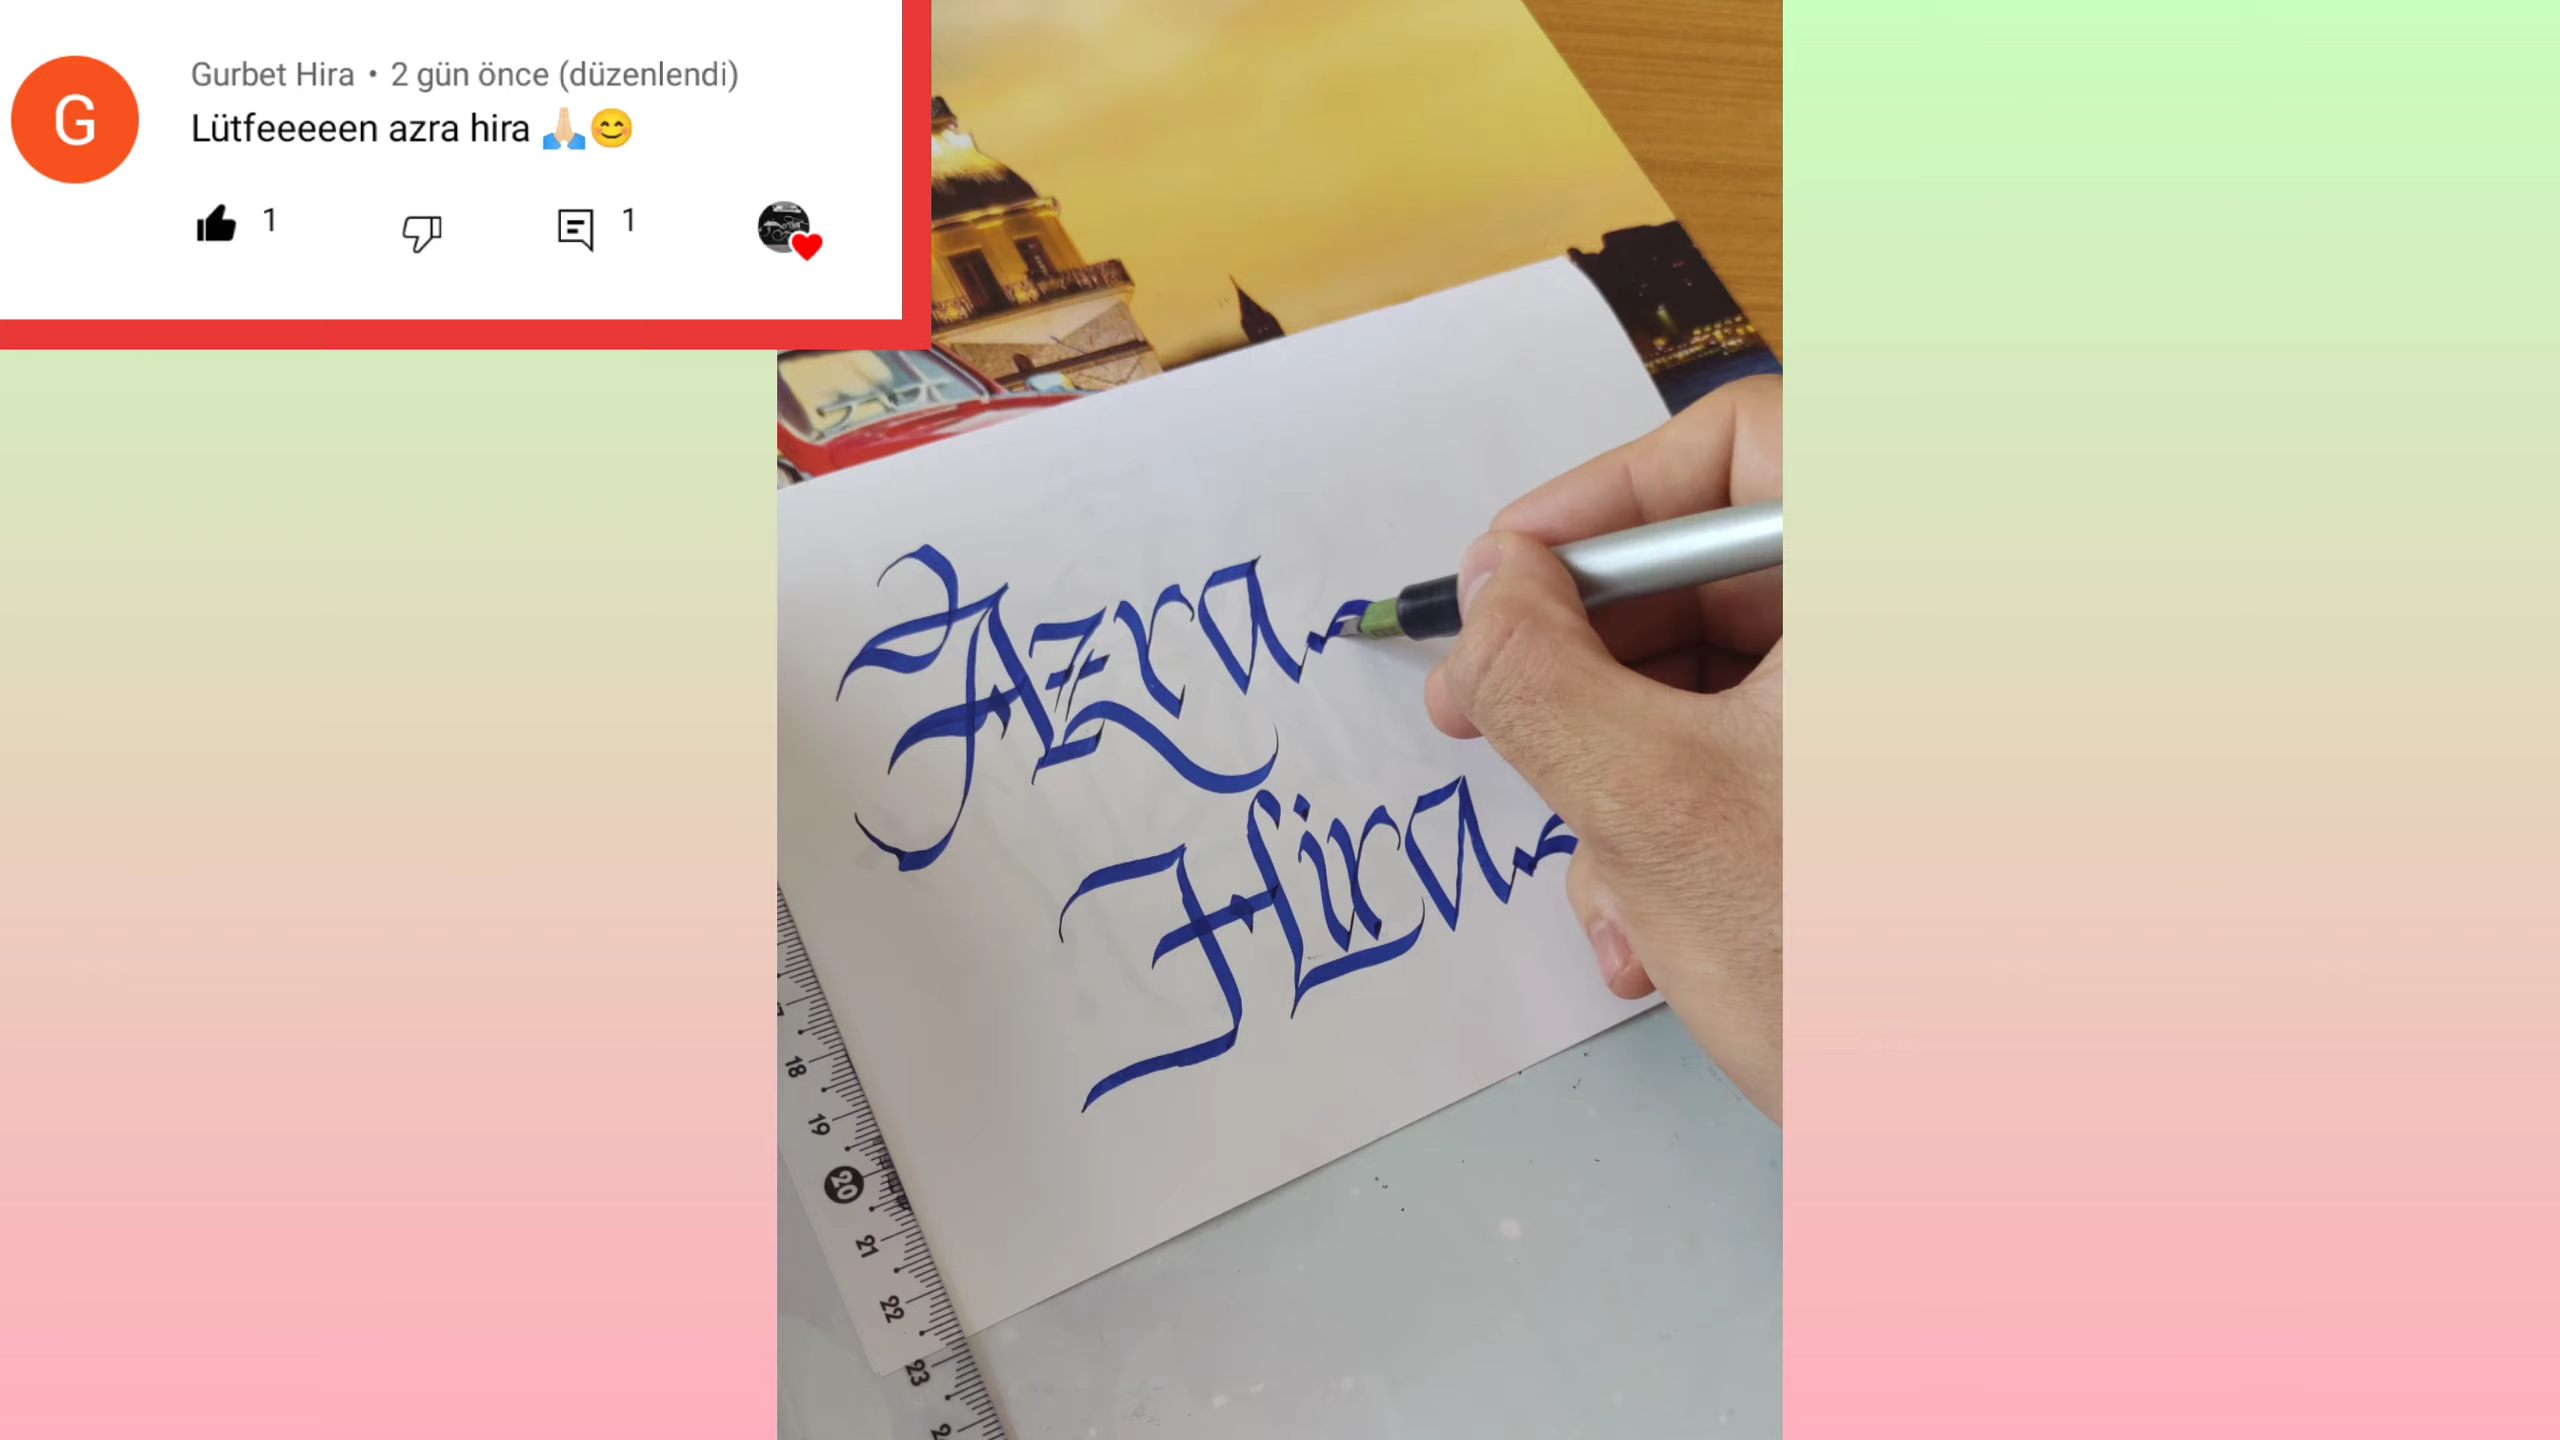 Gurbet Hira • 2 gün önce (düzenlendi)
G
Lütfeeeeen azra hira 🙏🏻😊
1
1
Azra
Hira
18
19
20
21
22
23